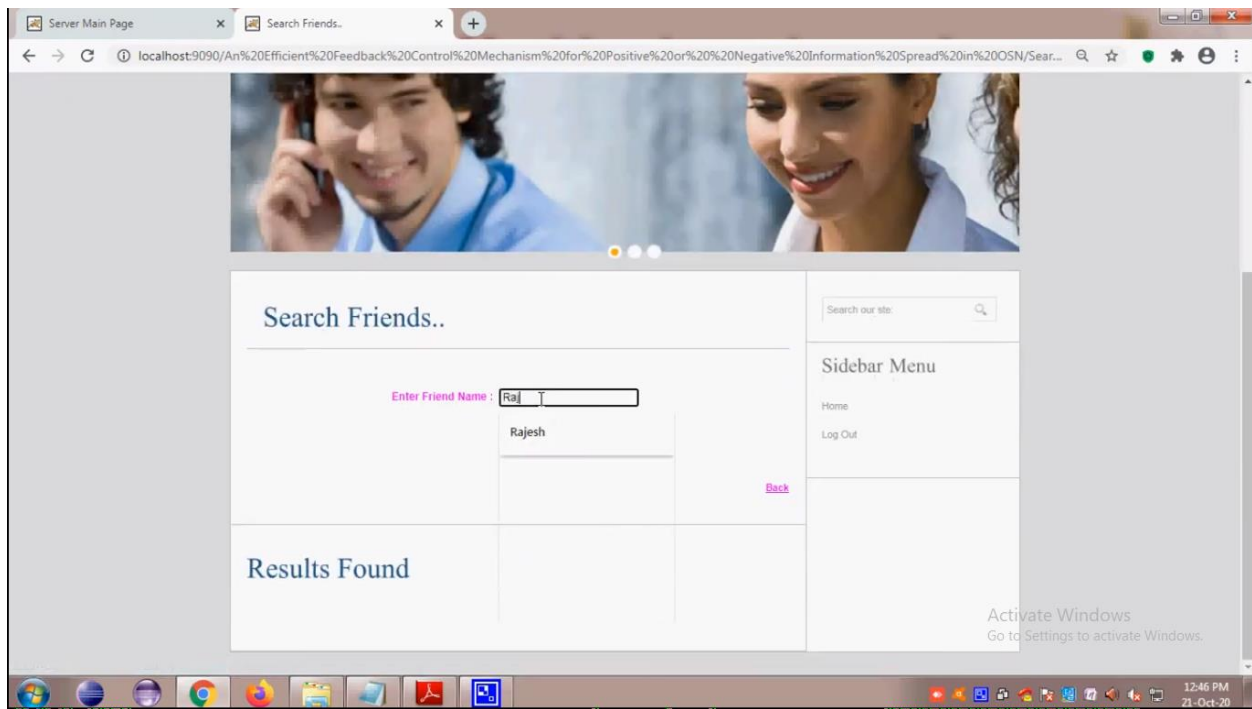 Server Main Page
Search Friends..
localhost:9090/An%20Efficient%20Feedback%20Control%20Mechanism%20for%20Positive%20or%20%20Negative%20Information%20Spread%20in%20OSN/Sear...
Search Friends..
Enter Friend Name :
Raj
Rajesh
Back
Results Found
Search our ste:
Sidebar Menu
Home
Log Out
Activate Windows
Go to Settings to activate Windows.
12:46 PM
21-Oct-20